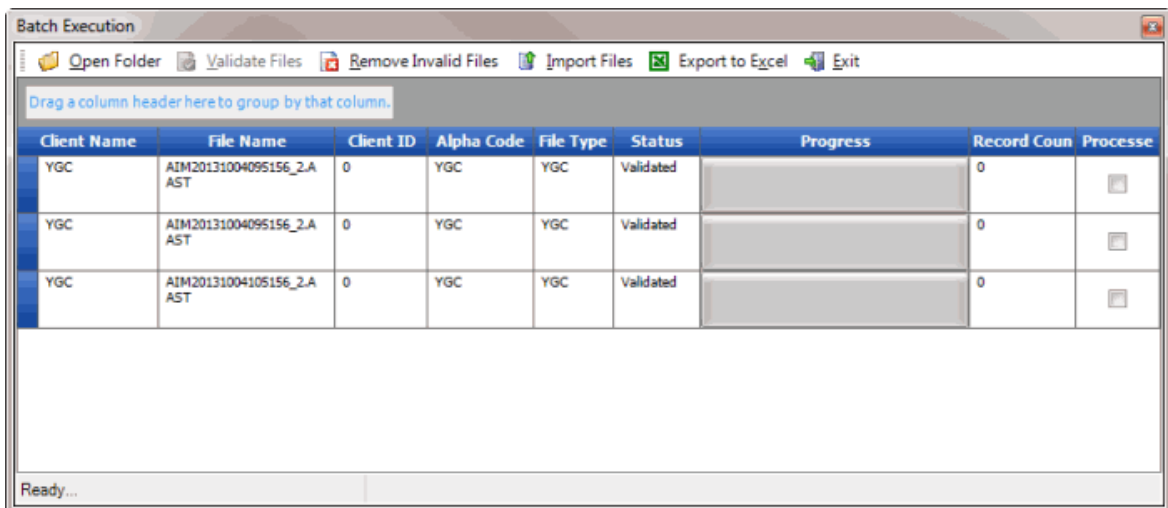 Batch Execution
Open Folder Validate Files Remove Invalid Files Import Files Export to Excel Exit
Drag a column header here to group by that column.
Client Name File Name Client ID Alpha Code File Type Status Progress Record Coun Processe
YGC AIM20131004095156_2.A 0 YGC YGC Validated 0
AST
YGC AIM20131004095156_2.A 0 YGC YGC Validated 0
AST
YGC AIM20131004105156_2.A 0 YGC YGC Validated 0
AST
Ready...